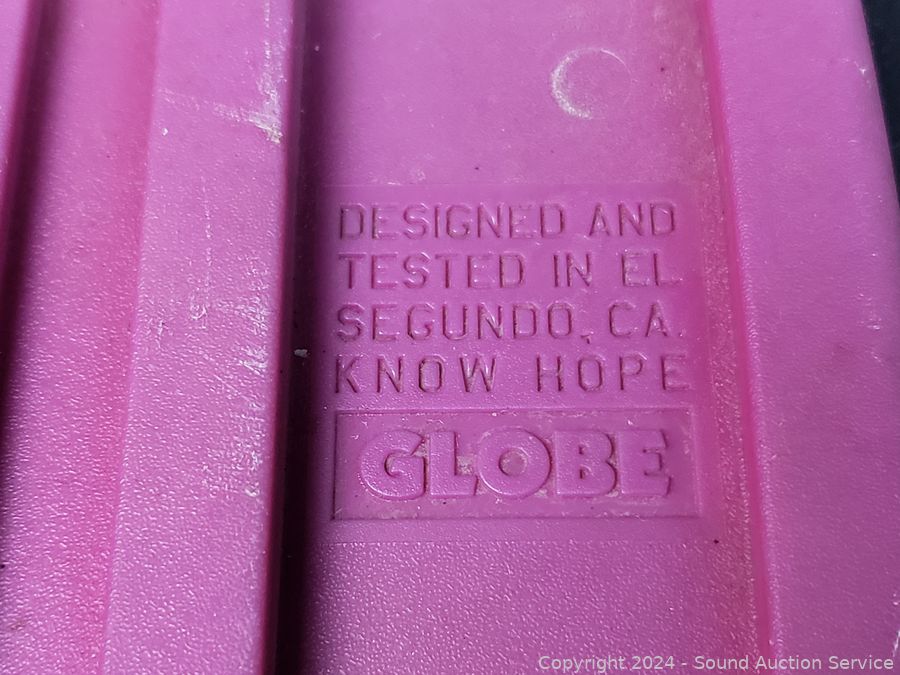 DESIGNED AND
TESTED IN EL
SEGUNDO, CA.
KNOW HOPE
GLOBE
Copyright 2024 - Sound Auction Service